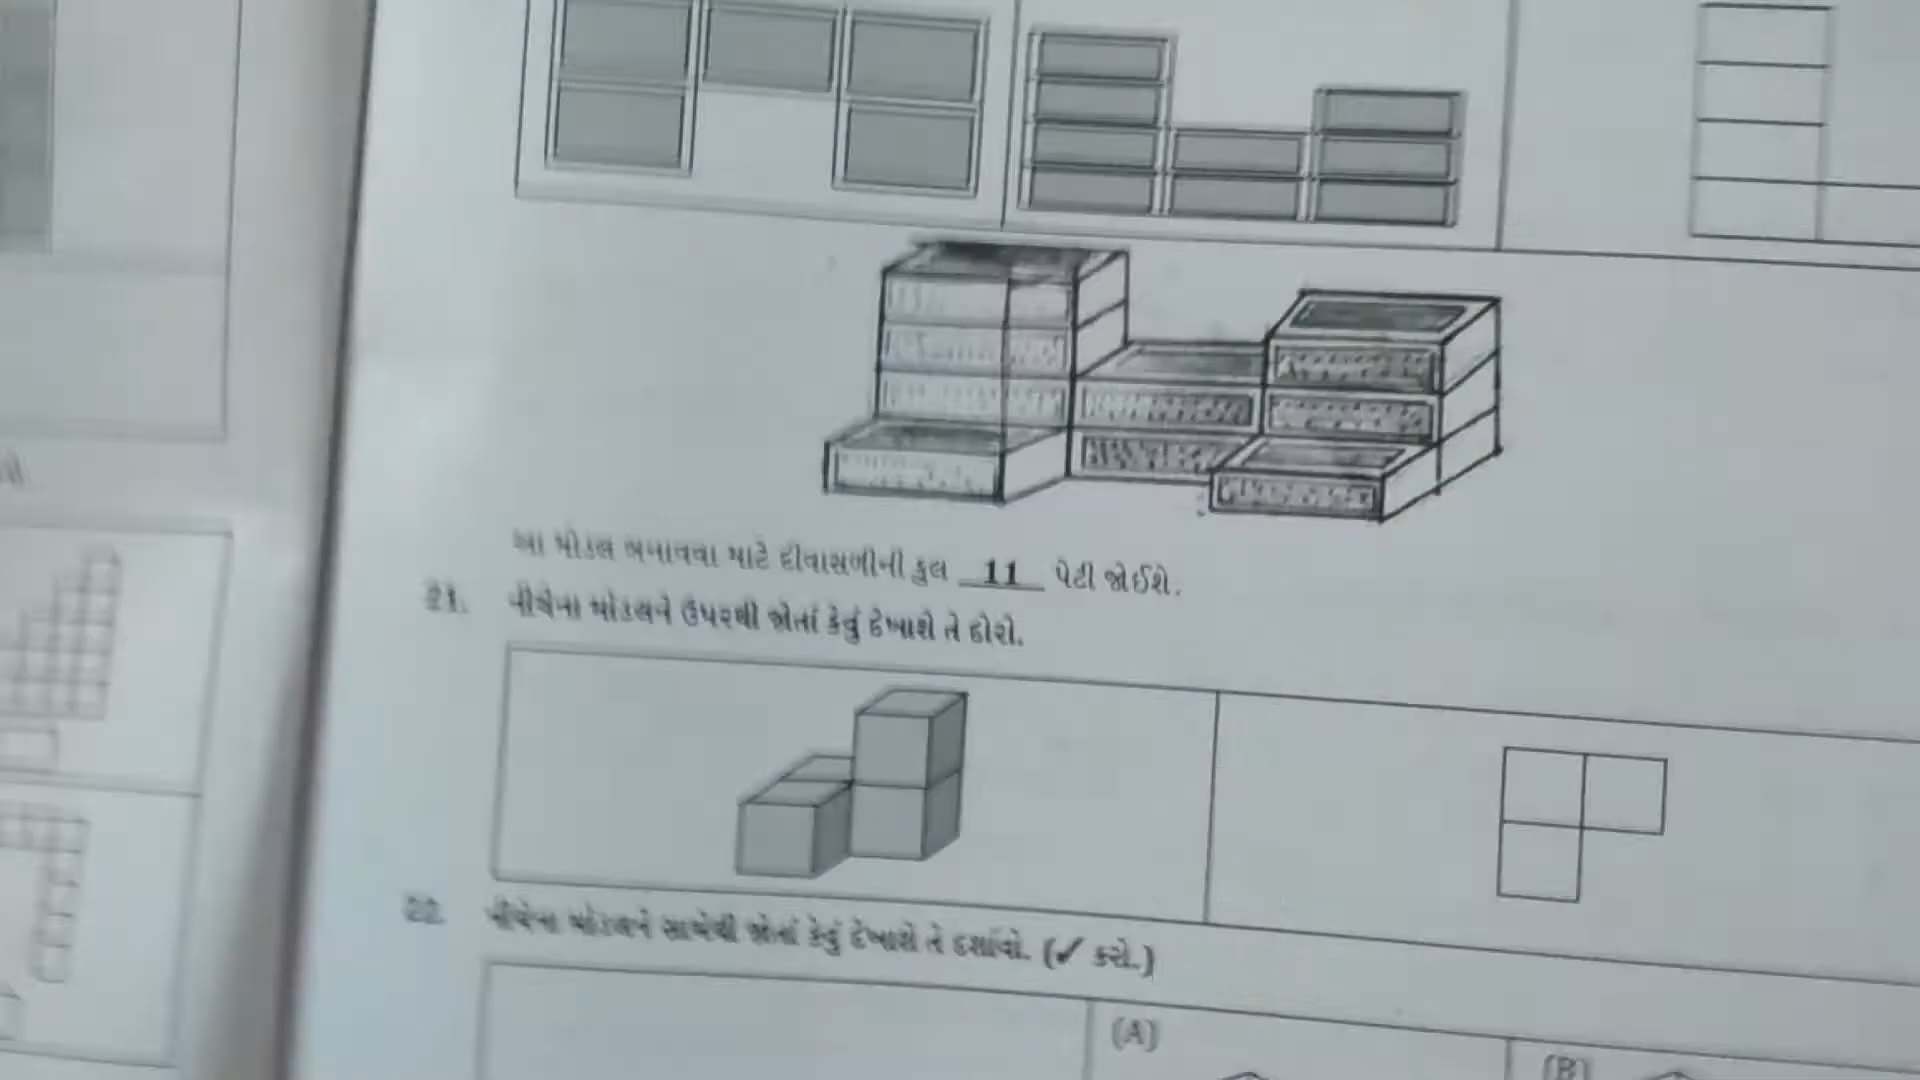 આ મોડલ બનાવવા માટે દીવાસળીની કુલ 11 પેટી જોઈશે.
21. નીચેના મોડલને ઉપરથી જોતાં કેવું દેખાશે તે દોરો.
22. નીચેના મોડલને સામેથી જોતાં કેવું દેખાશે તે દર્શાવો. (✓ કરો.)
(A)
(B)